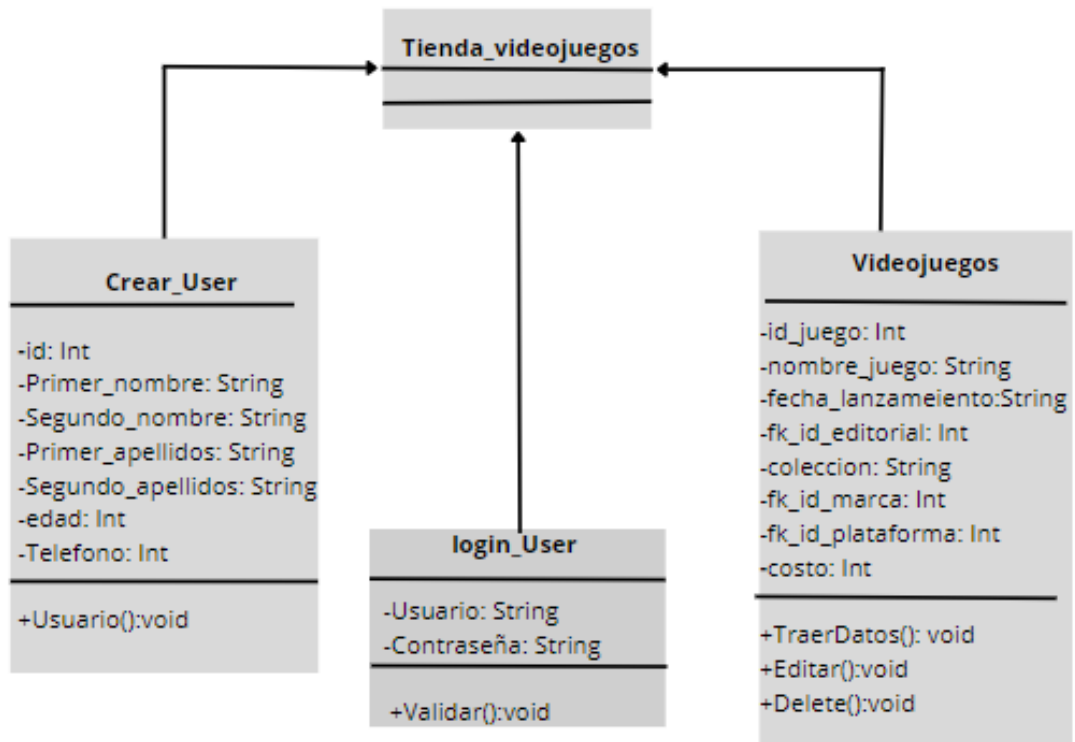 Tienda_videojuegos
Crear_User
-id: Int
-Primer_nombre: String
-Segundo_nombre: String
-Primer_apellidos: String
-Segundo_apellidos: String
-edad: Int
-Telefono: Int
+Usuario():void
login_User
-Usuario: String
-Contraseña: String
+Validar():void
Videojuegos
-id_juego: Int
-nombre_juego: String
-fecha_lanzameiento:String
-fk_id_editorial: Int
-coleccion: String
-fk_id_marca: Int
-fk_id_plataforma: Int
-costo: Int
+TraerDatos(): void
+Editar():void
+Delete():void